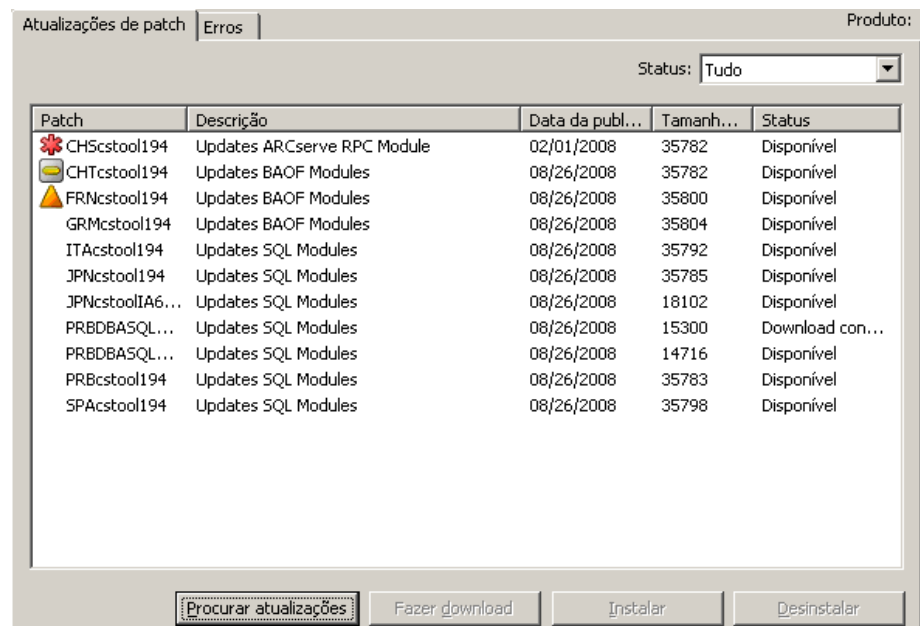 Atualizações de patch Erros Produto:
Status: Tudo
Patch Descrição Data da publ... Tamanh... Status
CHScstool194 Updates ARCserve RPC Module 02/01/2008 35782 Disponível
CHTcstool194 Updates BAOF Modules 08/26/2008 35782 Disponível
FRNcstool194 Updates BAOF Modules 08/26/2008 35800 Disponível
GRMcstool194 Updates BAOF Modules 08/26/2008 35804 Disponível
ITAcstool194 Updates SQL Modules 08/26/2008 35792 Disponível
JPNcstool194 Updates SQL Modules 08/26/2008 35785 Disponível
JPNcstoolIA6... Updates SQL Modules 08/26/2008 18102 Disponível
PRBDBASQL... Updates SQL Modules 08/26/2008 15300 Download con...
PRBDBASQL... Updates SQL Modules 08/26/2008 14716 Disponível
PRBcstool194 Updates SQL Modules 08/26/2008 35783 Disponível
SPAcstool194 Updates SQL Modules 08/26/2008 35798 Disponível
Procurar atualizações Fazer download Instalar Desinstalar